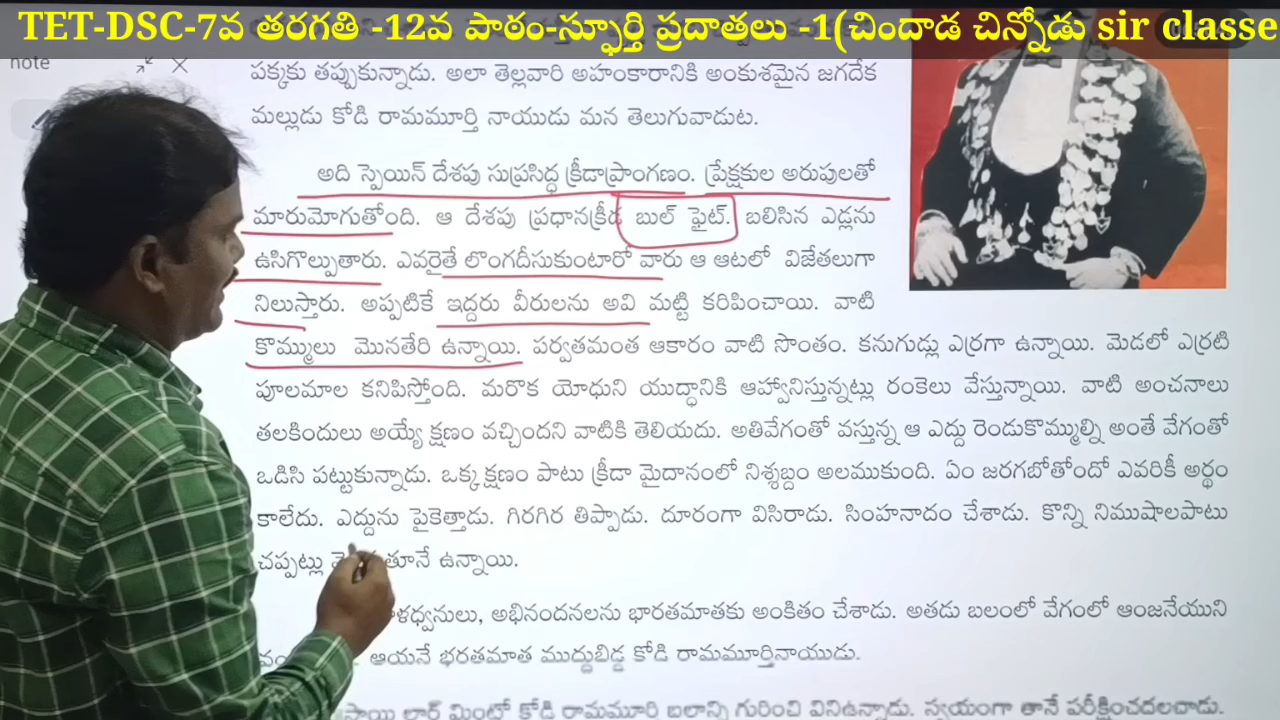 TET-DSC-7వ తరగతి -12వ పాఠం-స్ఫూర్తి ప్రదాతలు -1(చిందాడ చిన్నోడు sir classe
note
పక్కకు తప్పుకున్నాడు. అలా తెల్లవారి అహంకారానికి అంకుశమైన జగదేక
మల్లుడు కోడి రామమూర్తి నాయుడు మన తెలుగువాడుట.
అది స్పెయిన్ దేశపు సుప్రసిద్ధ క్రీడాప్రాంగణం. ప్రేక్షకుల అరుపులతో
మారుమోగుతోంది. ఆ దేశపు ప్రధానక్రీడ బుల్ ఫైట్. బలిసిన ఎడ్లను
ఉసిగొల్పుతారు. ఎవరైతే లొంగదీసుకుంటారో వారు ఆ ఆటలో విజేతలుగా
నిలుస్తారు. అప్పటికే ఇద్దరు వీరులను అవి మట్టి కరిపించాయి. వాటి
కొమ్ములు మొనతేరి ఉన్నాయి. పర్వతమంత ఆకారం వాటి సొంతం. కనుగుడ్లు ఎర్రగా ఉన్నాయి. మెడలో ఎర్రటి
పూలమాల కనిపిస్తోంది. మరొక యోధుని యుద్ధానికి ఆహ్వానిస్తున్నట్లు రంకెలు వేస్తున్నాయి. వాటి అంచనాలు
తలకిందులు అయ్యే క్షణం వచ్చిందని వాటికి తెలియదు. అతివేగంతో వస్తున్న ఆ ఎద్దు రెండుకొమ్ముల్ని అంతే వేగంతో
ఒడిసి పట్టుకున్నాడు. ఒక్క క్షణం పాటు క్రీడా మైదానంలో నిశ్శబ్దం అలముకుంది. ఏం జరగబోతోందో ఎవరికీ అర్థం
కాలేదు. ఎద్దును పైకెత్తాడు. గిరగిర తిప్పాడు. దూరంగా విసిరాడు. సింహనాదం చేశాడు. కొన్ని నిముషాలపాటు
చప్పట్లు ఉన్నాయి.
అభినందనలను భారతమాతకు అంకితం చేశాడు. అతడు బలంలో వేగంలో ఆంజనేయుని
ఆయనే భరతమాత ముద్దుబిడ్డ కోడి రామమూర్తినాయుడు.
కోడి రామమూర్తి బలాన్ని గురించి వినిఉన్నాడు. స్వయంగా తానే పరీక్షించదలచాడు.